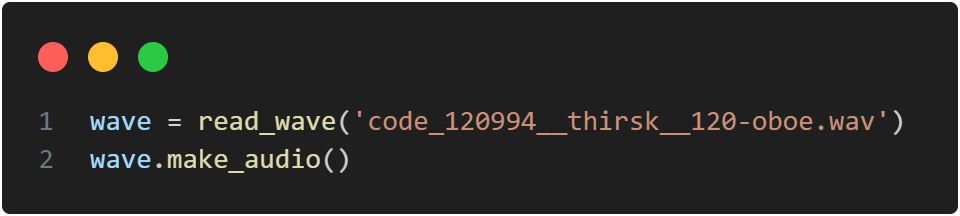 1 wave = read_wave('code_120994__thirsk__120-oboe.wav')
2 wave.make_audio()